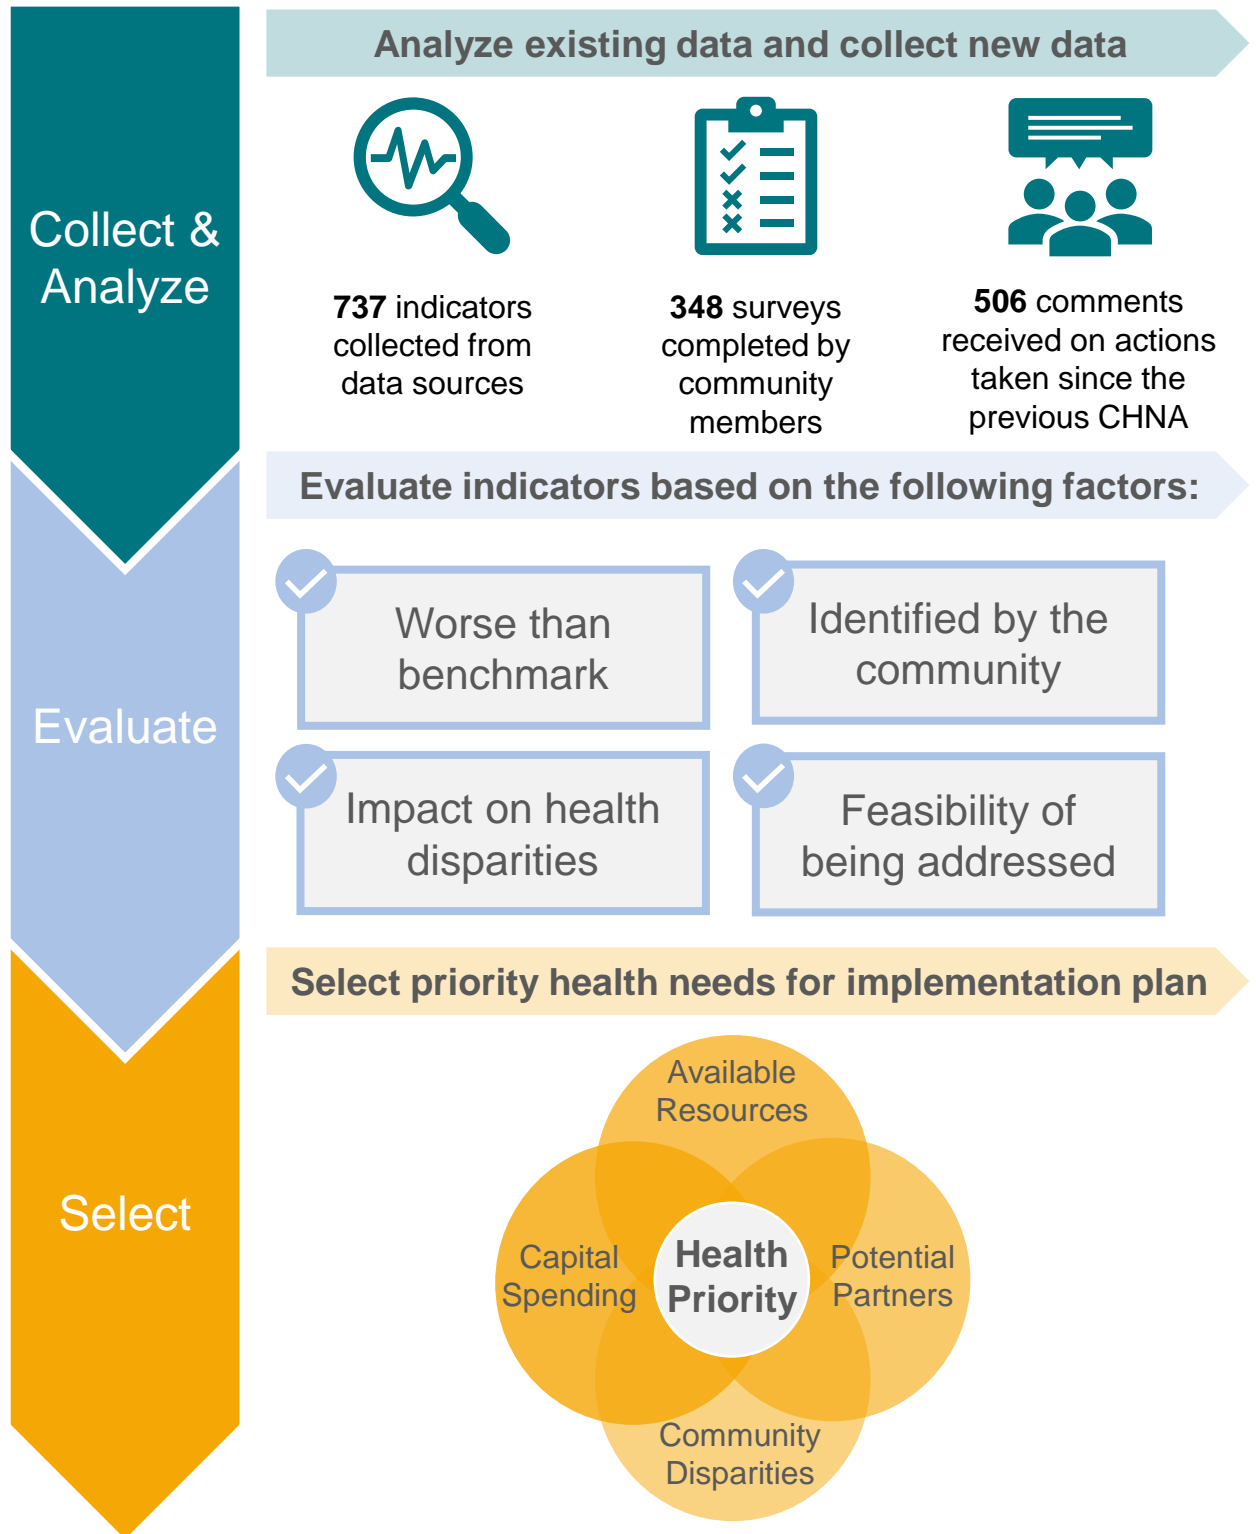 Collect &
Analyze
Analyze existing data and collect new data
737 indicators
collected from
data sources
348 surveys
completed by
community
members
506 comments
received on actions
taken since the
previous CHNA
Evaluate
Evaluate indicators based on the following factors:
Worse than
benchmark
Identified by the
community
Impact on health
disparities
Feasibility of
being addressed
Select
Select priority health needs for implementation plan
Available
Resources
Capital
Spending
Health
Priority
Potential
Partners
Community
Disparities